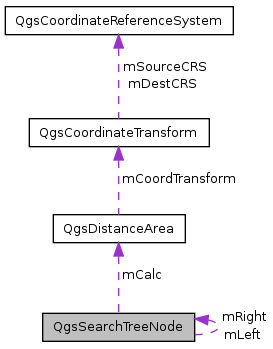 QgsCoordinateReferenceSystem
mSourceCRS
mDestCRS
QgsCoordinateTransform
mCoordTransform
QgsDistanceArea
mCalc
mRight
QgsSearchTreeNode
mLeft